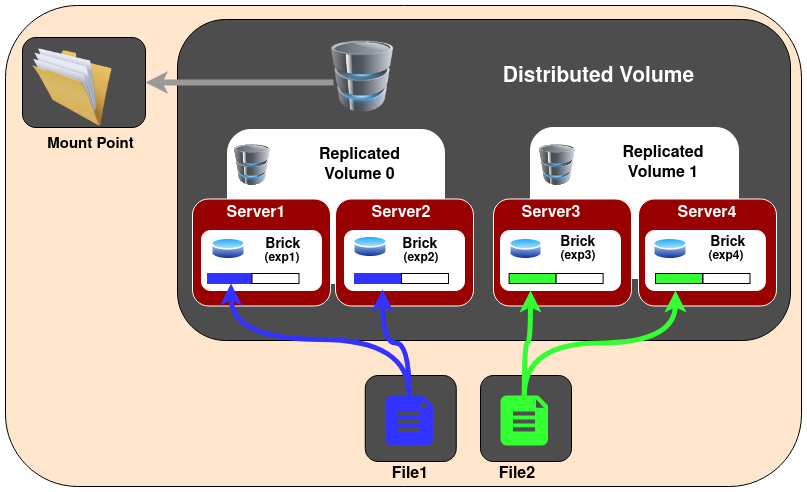 Distributed Volume
Mount Point
Replicated
Volume 0
Replicated
Volume 1
Server1
Server2
Server3
Server4
Brick
(exp1)
Brick
(exp2)
Brick
(exp3)
Brick
(exp4)
File1
File2